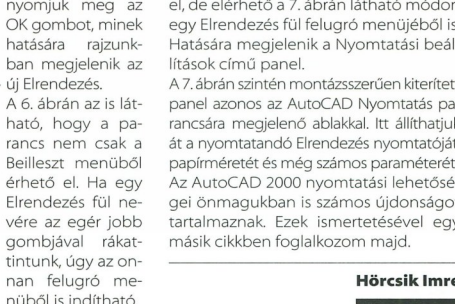 nyomjuk meg az
OK gombot, minek
hatására rajzunk-
ban megjelenik az
új Elrendezés.
A 6. ábrán az is lát-
ható, hogy a pa-
rancs nem csak a
Beilleszt menüből
érhető el. Ha egy
Elrendezés fül ne-
vére az egér jobb
gombjával rákat-
tintunk, úgy az on-
nan felugró me-
nüből is indítható
el, de elérhető a 7. ábrán látható módon
egy Elrendezés fül felugró menüjéből is
Hatására megjelenik a Nyomtatási beál
lítások című panel.
A 7. ábrán szintén montázsszerűen kiterített
panel azonos az AutoCAD Nyomtatás pa
rancsára megjelenő ablakkal. Itt állíthatjuk
át a nyomtatandó Elrendezés nyomtatóját
papírméretét és még számos paraméterét
Az AutoCAD 2000 nyomtatási lehetősé
gei önmagukban is számos újdonságo
tartalmaznak. Ezek ismertetésével egy
másik cikkben foglalkozom majd.
Hörcsik Imre